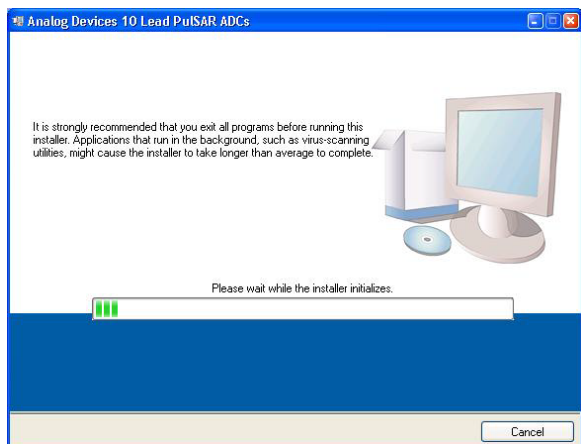 Analog Devices 10 Lead PulSAR ADCs
It is strongly recommended that you exit all programs before running this
installer. Applications that run in the background, such as virus-scanning
utilities, might cause the installer to take longer than average to complete.
Please wait while the installer initializes.
Cancel